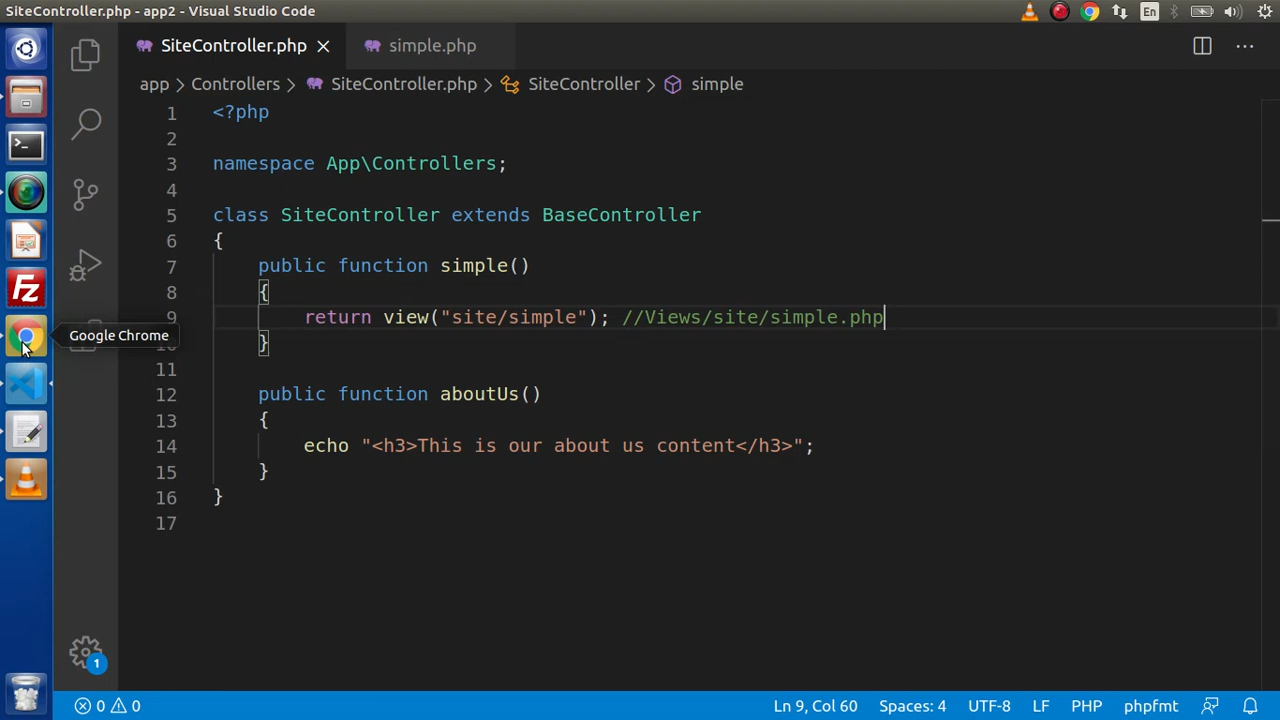 SiteController.php - app2 - Visual Studio Code
En
SiteController.php
simple.php
app > Controllers > SiteController.php > SiteController > simple
1 <?php
2
3 namespace App\Controllers;
4
5 class SiteController extends BaseController
6 {
7 public function simple()
8 {
9 return view("site/simple"); //Views/site/simple.php
10 }
11
12 public function aboutUs()
13 {
14 echo "<h3>This is our about us content</h3>";
15 }
16 }
17
Google Chrome
Fz
1
0 0
Ln 9, Col 60 Spaces: 4 UTF-8 LF PHP phpfmt